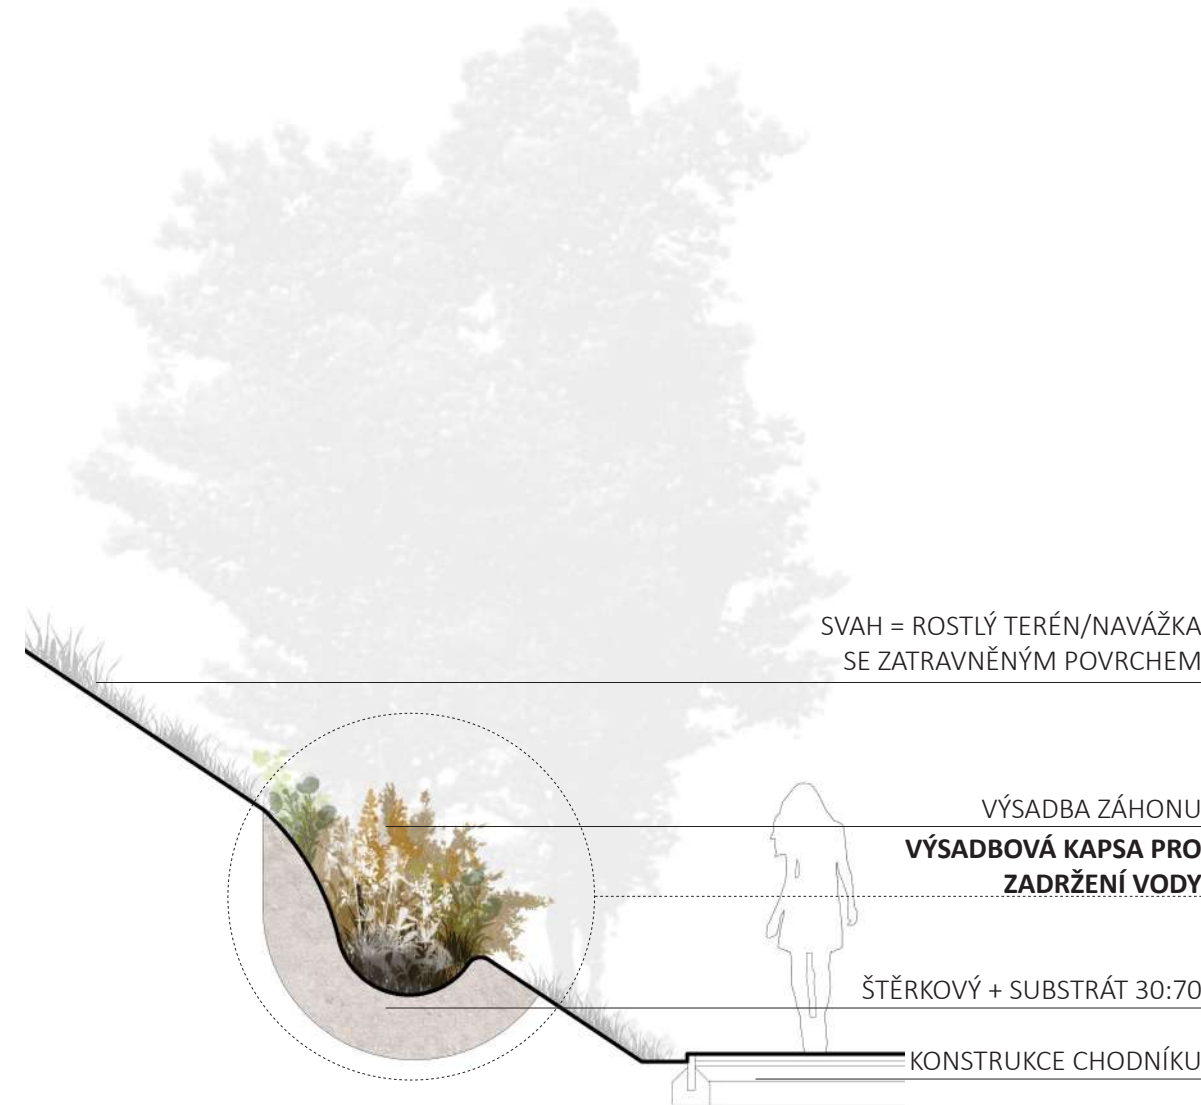 SVAH = ROSTLÝ TERÉN/NAVÁŽKA
SE ZATRAVNĚNÝM POVRCHEM
VÝSADBA ZÁHONU
VÝSADBOVÁ KAPSA PRO
ZADRŽENÍ VODY
ŠTĚRKOVÝ + SUBSTRÁT 30:70
KONSTRUKCE CHODNÍKU